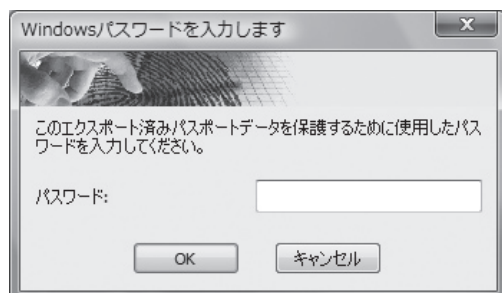 Windowsパスワードを入力します
このエクスポート済みパスポートデータを保護するために使用したパス
ワードを入力してください。
パスワード:
OK
キャンセル